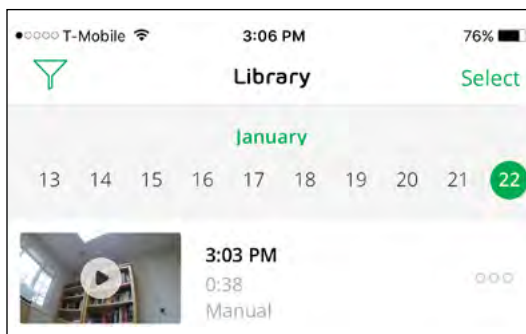 T-Mobile 3:06 PM 76%
Library Select
January
13 14 15 16 17 18 19 20 21 22
3:03 PM
0:38
Manual